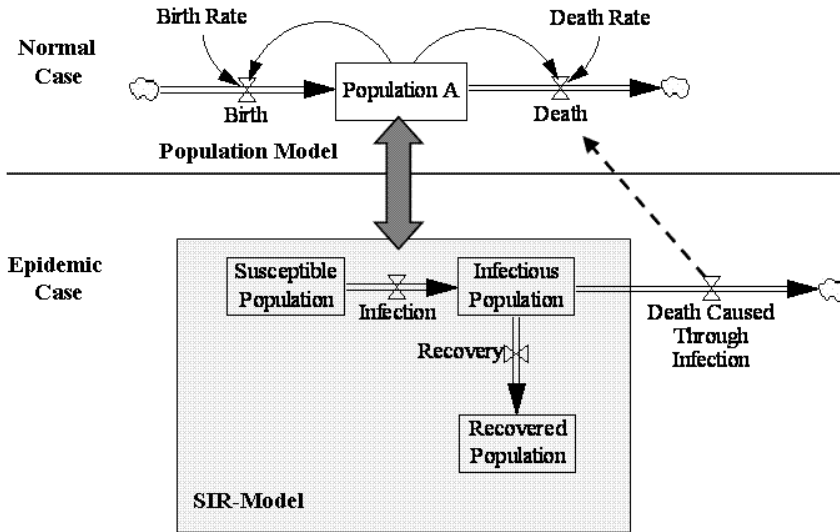 Birth Rate
Death Rate
Normal
Case
Population A
Birth
Death
Population Model
Epidemic
Case
Susceptible
Population
Infection
Infectious
Population
Death Caused
Through
Infection
Recovery
Recovered
Population
SIR-Model